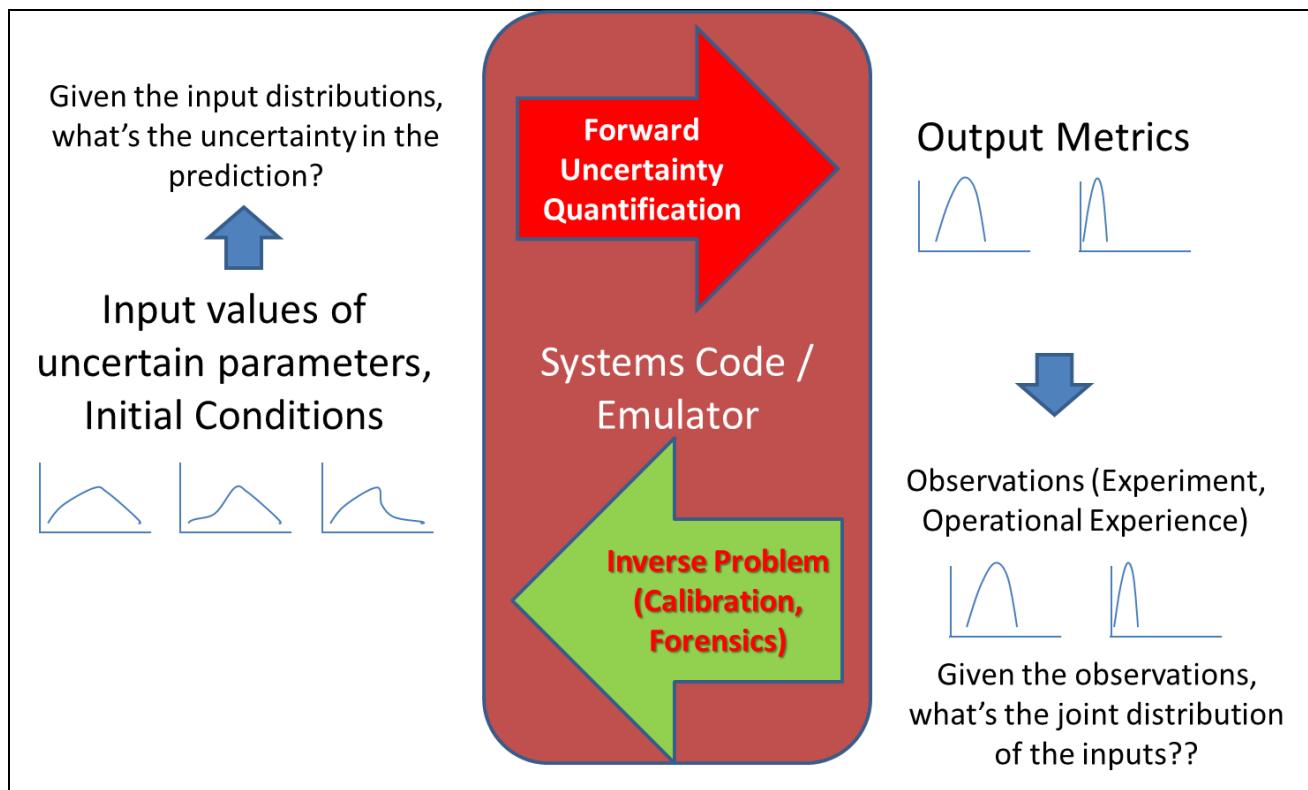 Given the input distributions,
what's the uncertainty in the
prediction?
Input values of
uncertain parameters,
Initial Conditions
Forward
Uncertainty
Quantification
Systems Code /
Emulator
Inverse Problem
(Calibration,
Forensics)
Output Metrics
Observations (Experiment,
Operational Experience)
Given the observations,
what's the joint distribution
of the inputs??